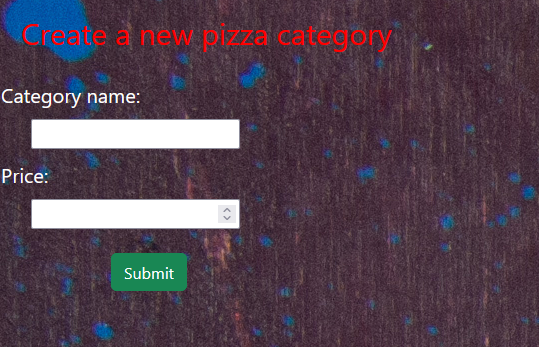 Create a new pizza category
Category name:
Price:
Submit